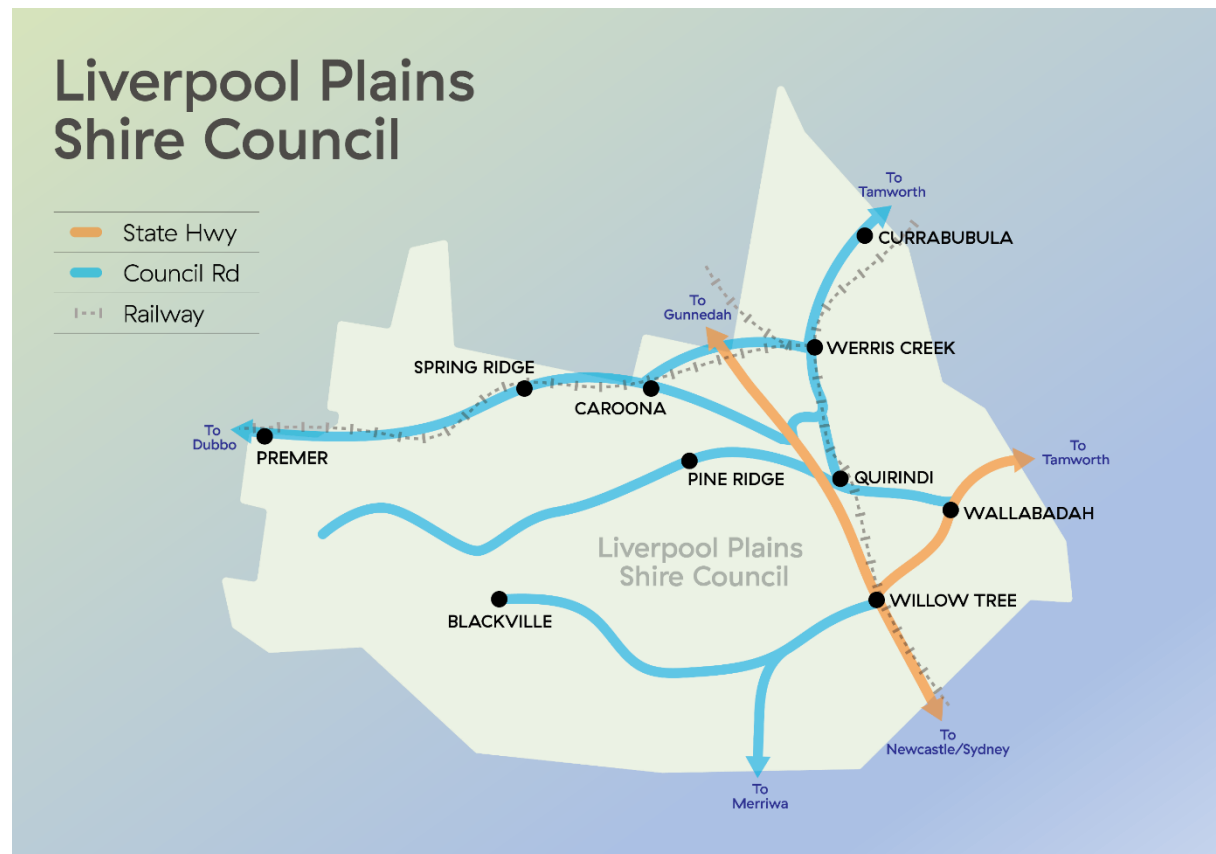 Liverpool Plains
Shire Council
State Hwy
Council Rd
Railway
To
Tamworth
CURRABUBULA
To
Gunnedah
WERRIS CREEK
SPRING RIDGE
CAROONA
To
Dubbo
PREMER
To
Tamworth
PINE RIDGE
QUIRINDI
WALLABADAH
Liverpool Plains
Shire Council
WILLOW TREE
BLACKVILLE
To
Newcastle/Sydney
To
Merriwa